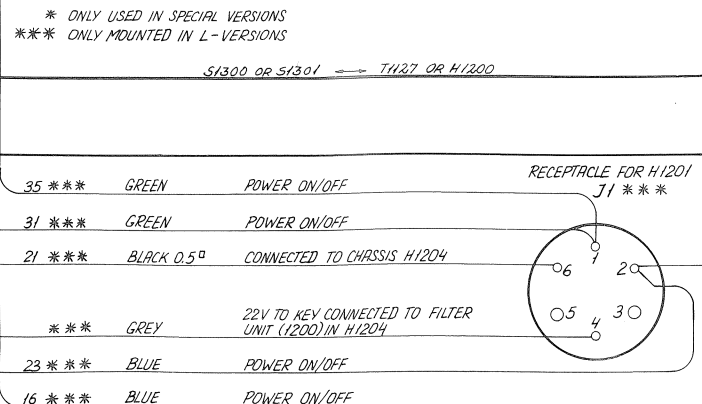 * ONLY USED IN SPECIAL VERSIONS
*** ONLY MOUNTED IN L-VERSIONS
S1300 OR S1301 ↔ TH27 OR H1200
RECEPTACLE FOR H1201
J1 ***
35 *** GREEN POWER ON/OFF
31 *** GREEN POWER ON/OFF
21 *** BLACK 0.5□ CONNECTED TO CHASSIS H1204
1
6 2
5 3
4
22V TO KEY CONNECTED TO FILTER
*** GREY UNIT (1200) IN H1204
23 *** BLUE POWER ON/OFF
16 *** BLUE POWER ON/OFF